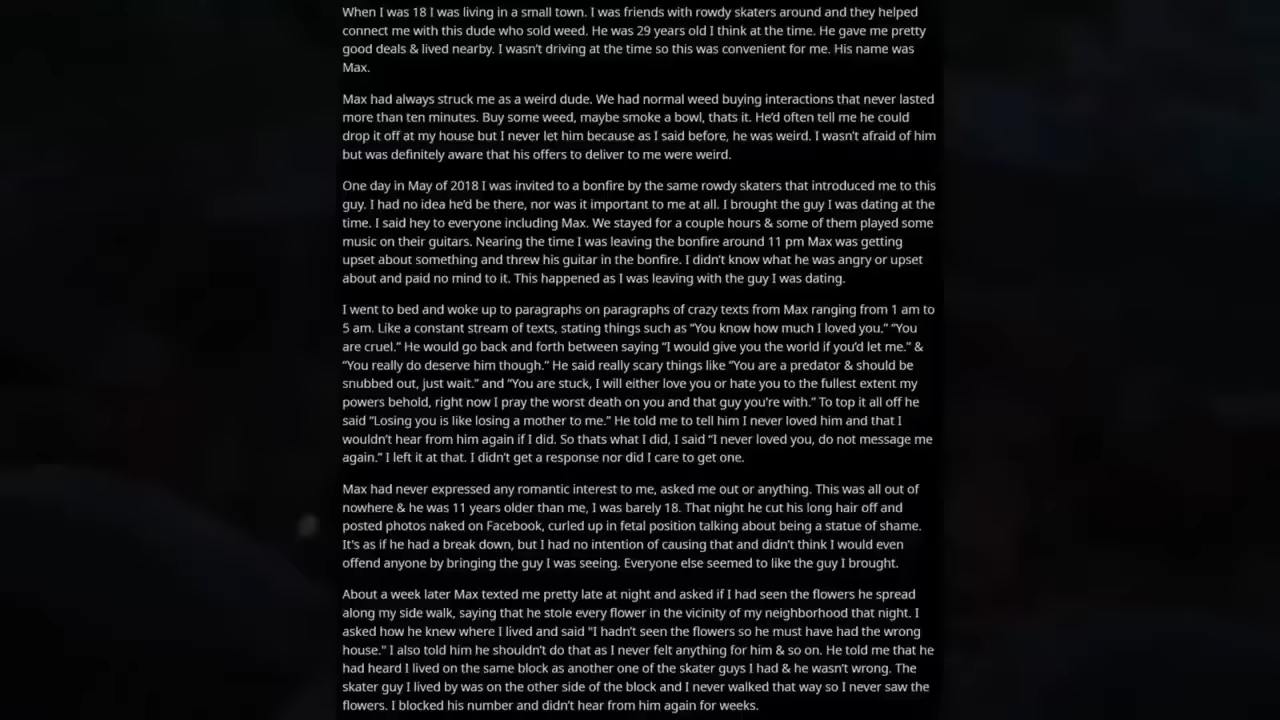 When I was 18 I was living in a small town. I was friends with rowdy skaters around and they helped
connect me with this dude who sold weed. He was 29 years old I think at the time. He gave me pretty
good deals & lived nearby. I wasn't driving at the time so this was convenient for me. His name was
Max.
Max had always struck me as a weird dude. We had normal weed buying interactions that never lasted
more than ten minutes. Buy some weed, maybe smoke a bowl, thats it. He'd often tell me he could
drop it off at my house but I never let him because as I said before, he was weird. I wasn't afraid of him
but was definitely aware that his offers to deliver to me were weird.
One day in May of 2018 I was invited to a bonfire by the same rowdy skaters that introduced me to this
guy. I had no idea he'd be there, nor was it important to me at all. I brought the guy I was dating at the
time. I said hey to everyone including Max. We stayed for a couple hours & some of them played some
music on their guitars. Nearing the time I was leaving the bonfire around 11 pm Max was getting
upset about something and threw his guitar in the bonfire. I didn't know what he was angry or upset
about and paid no mind to it. This happened as I was leaving with the guy I was dating.
I went to bed and woke up to paragraphs on paragraphs of crazy texts from Max ranging from 1 am to
5 am. Like a constant stream of texts, stating things such as "You know how much I loved you," "You
are cruel." He would go back and forth between saying "I would give you the world if you'd let me." &
"You really do deserve him though." He said really scary things like "You are a predator & should be
snubbed out, just wait." and "You are stuck, I will either love you or hate you to the fullest extent my
powers behold, right now I pray the worst death on you and that guy you're with." To top it all off he
said "Losing you is like losing a mother to me." He told me to tell him I never loved him and that I
wouldn't hear from him again if I did. So thats what I did, I said "I never loved you, do not message me
again." I left it at that. I didn't get a response nor did I care to get one.
Max had never expressed any romantic interest to me, asked me out or anything. This was all out of
nowhere & he was 11 years older than me, I was barely 18. That night he cut his long hair off and
posted photos naked on Facebook, curled up in fetal position talking about being a statue of shame.
It's as if he had a break down, but I had no intention of causing that and didn't think I would even
offend anyone by bringing the guy I was seeing. Everyone else seemed to like the guy I brought.
About a week later Max texted me pretty late at night and asked if I had seen the flowers he spread
along my side walk, saying that he stole every flower in the vicinity of my neighborhood that night. I
asked how he knew where I lived and said "I hadn't seen the flowers so he must have had the wrong
house." I also told him he shouldn't do that as I never felt anything for him & so on. He told me that he
had heard I lived on the same block as another one of the skater guys I had & he wasn't wrong. The
skater guy I lived by was on the other side of the block and I never walked that way so I never saw the
flowers. I blocked his number and didn't hear from him again for weeks.